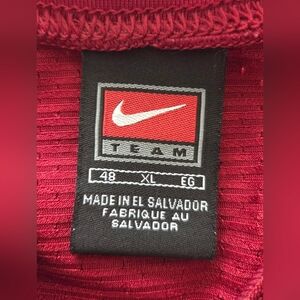 TEAM
48 XL EG
MADE IN EL SALVADOR
FABRIQUE AU
SALVADOR